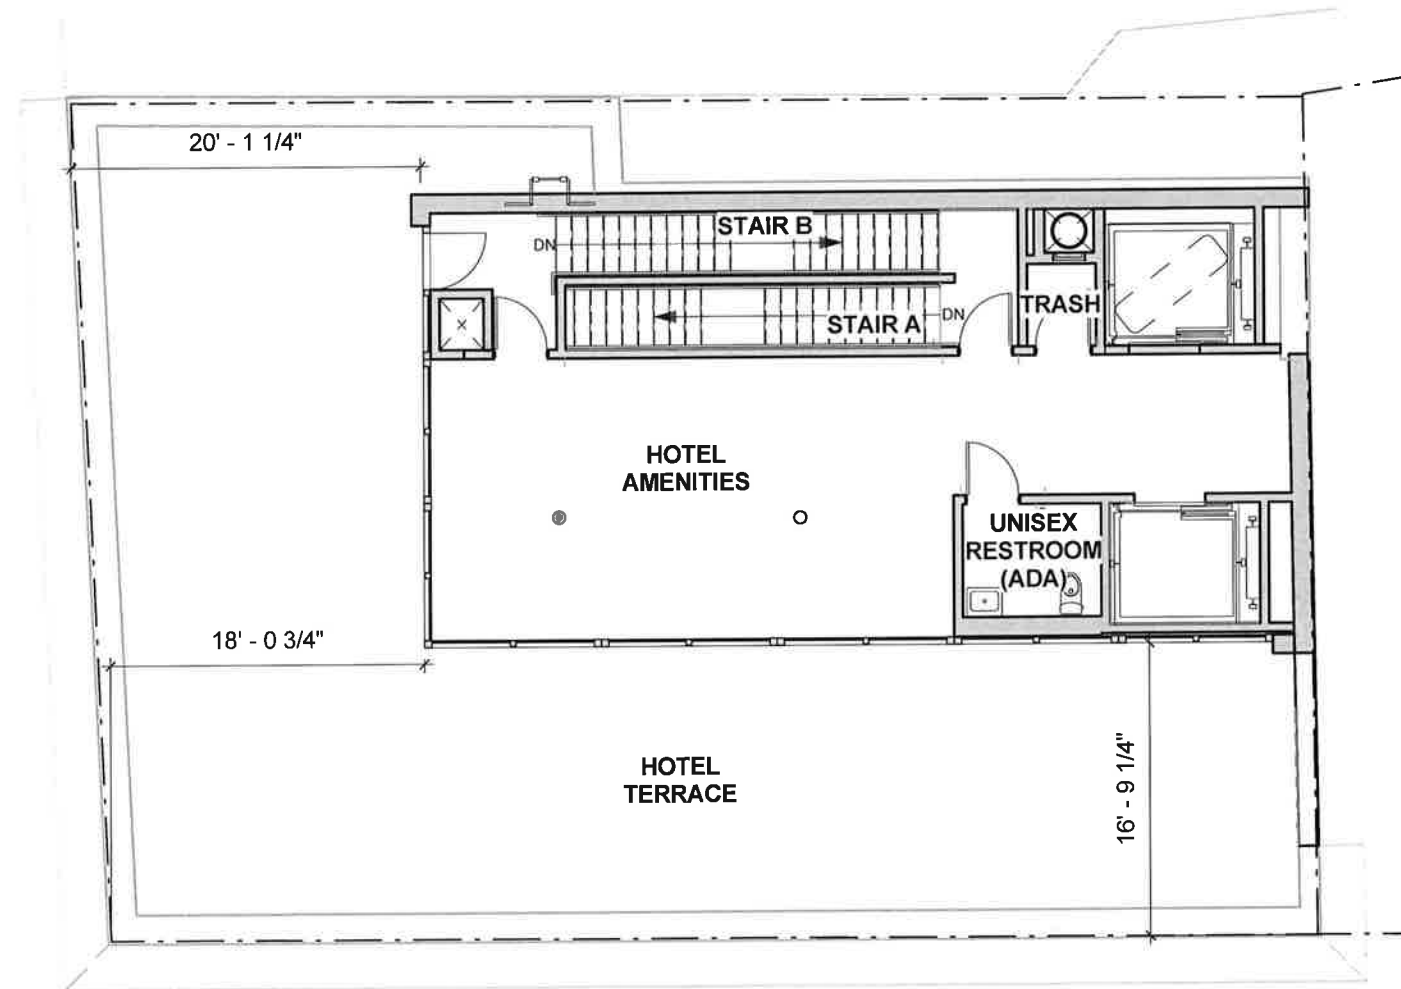 20' - 1 1/4"
STAIR B
DN
TRASH
DN
STAIR A
HOTEL
AMENITIES
UNISEX
RESTROOM
(ADA)
18' - 0 3/4"
HOTEL
TERRACE
16' - 9 1/4"